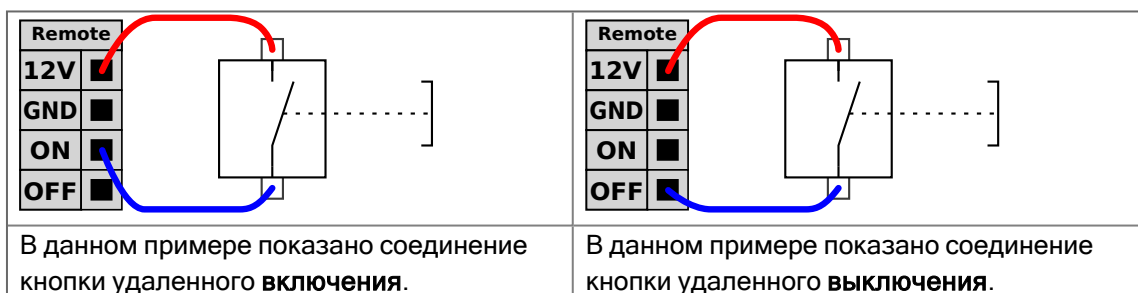 Remote
12V
GND
ON
OFF
Remote
12V
GND
ON
OFF
В данном примере показано соединение
кнопки удаленного включения.
В данном примере показано соединение
кнопки удаленного выключения.